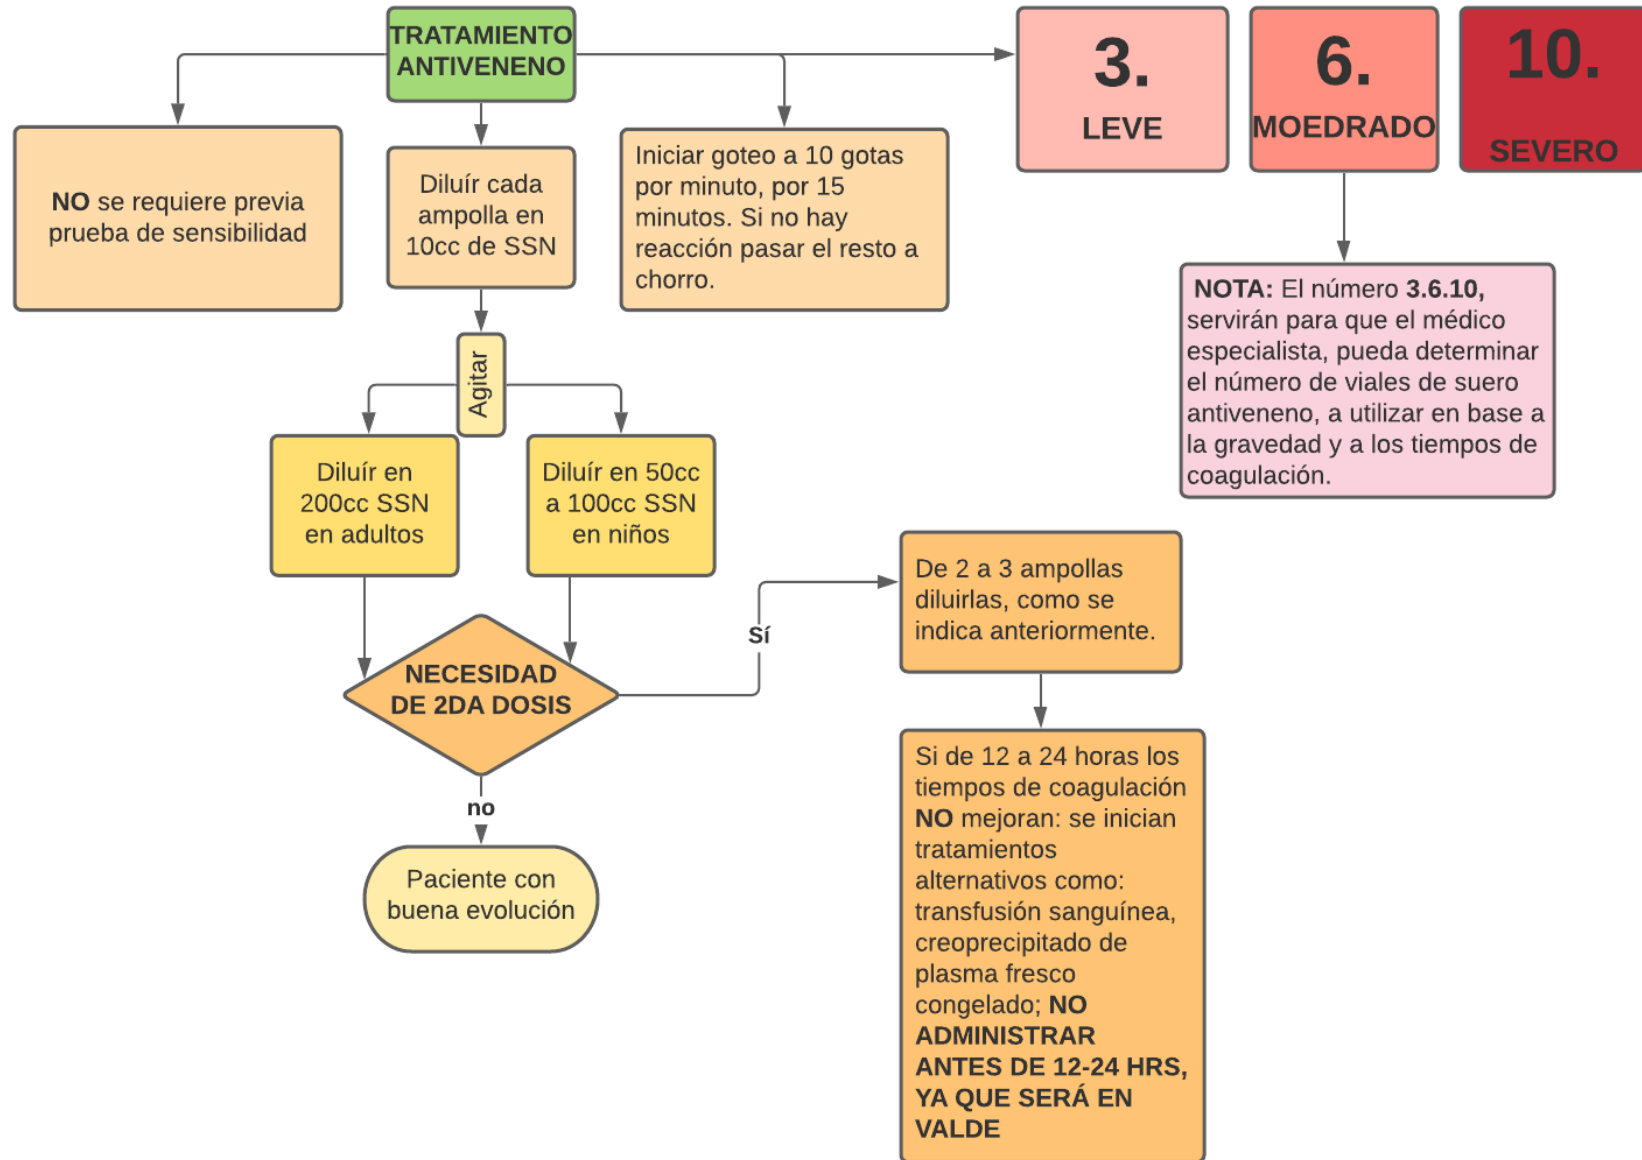 TRATAMIENTO
ANTIVENENO
3.
LEVE
6.
MOEDRADO
10.
SEVERO
NO se requiere previa
prueba de sensibilidad
Diluír cada
ampolla en
10cc de SSN
Iniciar goteo a 10 gotas
por minuto, por 15
minutos. Si no hay
reacción pasar el resto a
chorro.
NOTA: El número 3.6.10,
servirán para que el médico
especialista, pueda determinar
el número de viales de suero
antiveneno, a utilizar en base a
la gravedad y a los tiempos de
coagulación.
Agitar
Diluír en
200cc SSN
en adultos
Diluír en 50cc
a 100cc SSN
en niños
NECESIDAD
DE 2DA DOSIS
Sí
De 2 a 3 ampollas
diluirlas, como se
indica anteriormente.
no
Paciente con
buena evolución
Si de 12 a 24 horas los
tiempos de coagulación
NO mejoran: se inician
tratamientos
alternativos como:
transfusión sanguínea,
creoprecipitado de
plasma fresco
congelado; NO
ADMINISTRAR
ANTES DE 12-24 HRS,
YA QUE SERÁ EN
VALDE